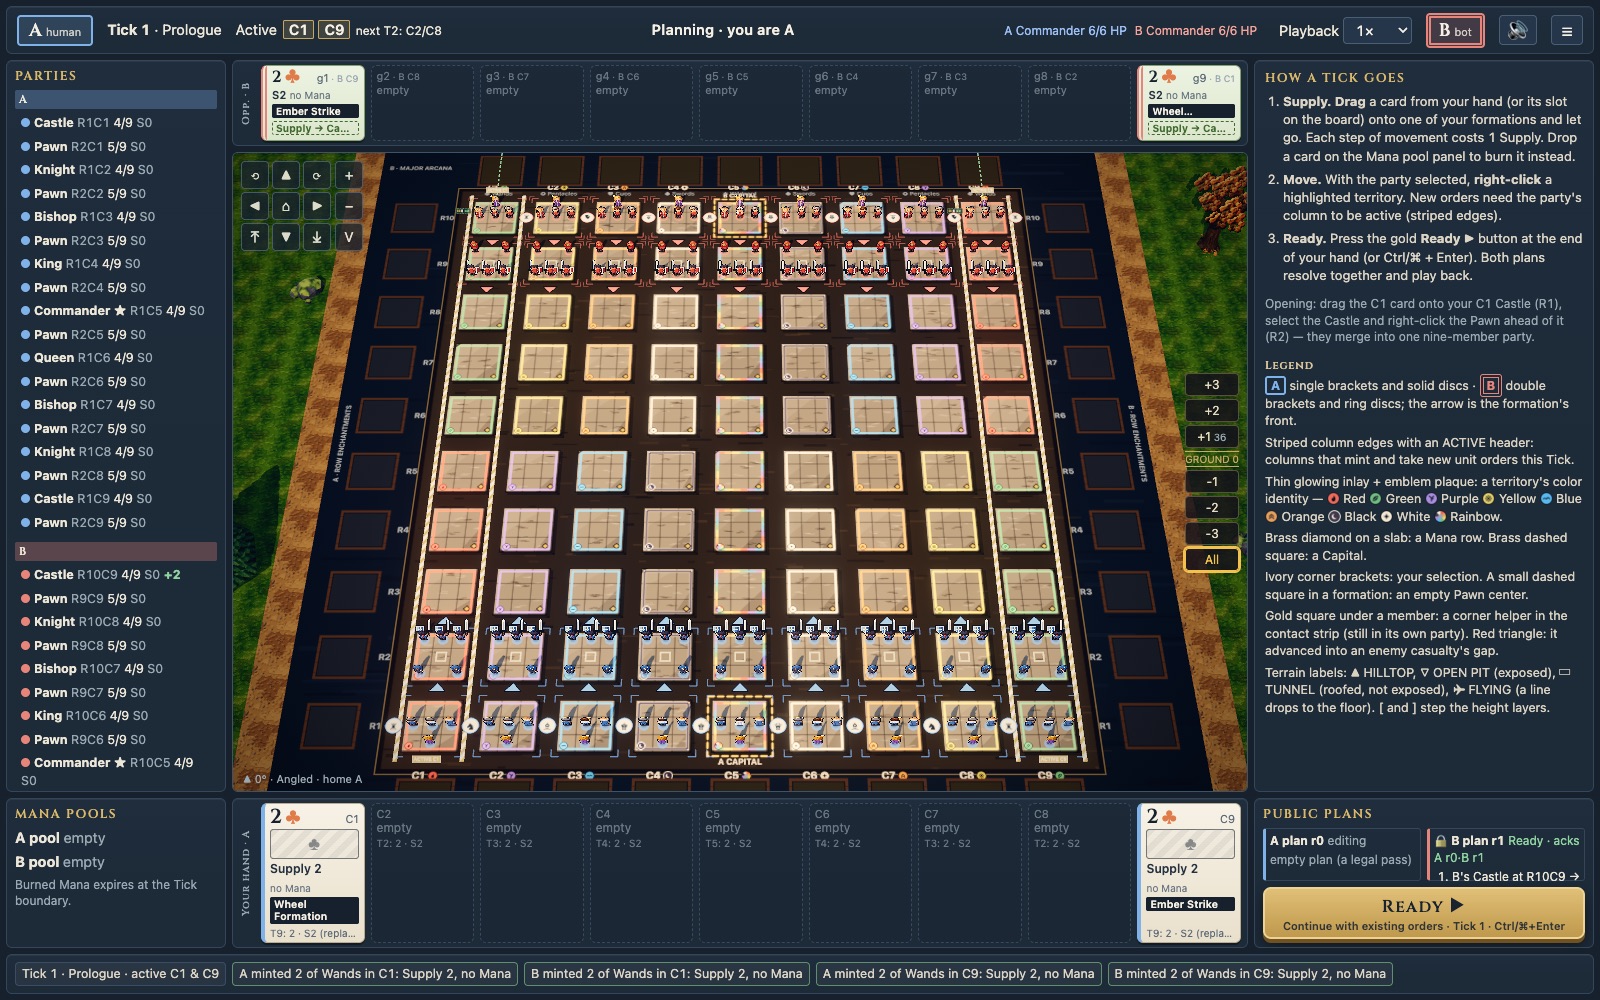 A human
Tick 1 · Prologue Active C1 C9 next T2: C2/C8
Planning · you are A
A Commander 6/6 HP B Commander 6/6 HP
Playback 1×
B bot
PARTIES
A
Castle R1C1 4/9 S0
Pawn R2C1 5/9 S0
Knight R1C2 4/9 S0
Pawn R2C2 5/9 S0
Bishop R1C3 4/9 S0
Pawn R2C3 5/9 S0
King R1C4 4/9 S0
Pawn R2C4 5/9 S0
Commander ★ R1C5 4/9 S0
Pawn R2C5 5/9 S0
Queen R1C6 4/9 S0
Pawn R2C6 5/9 S0
Bishop R1C7 4/9 S0
Pawn R2C7 5/9 S0
Knight R1C8 4/9 S0
Pawn R2C8 5/9 S0
Castle R1C9 4/9 S0
Pawn R2C9 5/9 S0
B
Castle R10C9 4/9 S0 +2
Pawn R9C9 5/9 S0
Knight R10C8 4/9 S0
Pawn R9C8 5/9 S0
Bishop R10C7 4/9 S0
Pawn R9C7 5/9 S0
King R10C6 4/9 S0
Pawn R9C6 5/9 S0
Commander ★ R10C5 4/9
S0
OPP. · B
2 ♣ g1 · B C9
S2 no Mana
Ember Strike
Supply → Ca...
g2 · B C8
empty
g3 · B C7
empty
g4 · B C6
empty
g5 · B C5
empty
g6 · B C4
empty
g7 · B C3
empty
g8 · B C2
empty
2 ♣ g9 · B C1
S2 no Mana
Wheel...
Supply → Ca...
B - MAJOR ARCANA
V
R10
R9
R8
R7
R6
R5
R4
R3
R2
R1
A · ROW ENCHANTMENTS
B · ROW ENCHANTMENTS
+3
+2
+1 36
GROUND 0
-1
-2
-3
All
A CAPITAL
C1 C2 C3 C4 C5 C6 C7 C8 C9
▲ 0° · Angled · home A
HOW A TICK GOES
1. Supply. Drag a card from your hand (or its slot
on the board) onto one of your formations and let
go. Each step of movement costs 1 Supply. Drop
a card on the Mana pool panel to burn it instead.
2. Move. With the party selected, right-click a
highlighted territory. New orders need the party's
column to be active (striped edges).
3. Ready. Press the gold Ready ▶ button at the end
of your hand (or Ctrl/⌘ + Enter). Both plans
resolve together and play back.
Opening: drag the C1 card onto your C1 Castle (R1),
select the Castle and right-click the Pawn ahead of it
(R2) — they merge into one nine-member party.
LEGEND
A single brackets and solid discs · B double
brackets and ring discs; the arrow is the formation's
front.
Striped column edges with an ACTIVE header:
columns that mint and take new unit orders this Tick.
Thin glowing inlay + emblem plaque: a territory's color
identity — Red Green Purple Yellow Blue
Orange Black White Rainbow.
Brass diamond on a slab: a Mana row. Brass dashed
square: a Capital.
Ivory corner brackets: your selection. A small dashed
square in a formation: an empty Pawn center.
Gold square under a member: a corner helper in the
contact strip (still in its own party). Red triangle: it
advanced into an enemy casualty's gap.
Terrain labels: ▲ HILLTOP, ▽ OPEN PIT (exposed), ▭
TUNNEL (roofed, not exposed), ✈ FLYING (a line
drops to the floor). [ and ] step the height layers.
MANA POOLS
A pool empty
B pool empty
Burned Mana expires at the Tick
boundary.
YOUR HAND · A
2 ♣ C1
Supply 2
no Mana
Wheel
Formation
T9: 2 · S2 (repla...
C2
empty
T2: 2 · S2
C3
empty
T3: 2 · S2
C4
empty
T4: 2 · S2
C5
empty
T5: 2 · S2
C6
empty
T4: 2 · S2
C7
empty
T3: 2 · S2
C8
empty
T2: 2 · S2
2 ♣ C9
Supply 2
no Mana
Ember Strike
T9: 2 · S2 (repla...
PUBLIC PLANS
A plan r0 editing
empty plan (a legal pass)
B plan r1 Ready · acks
A r0·B r1
1. B's Castle at R10C9 →
READY ▶
Continue with existing orders · Tick 1 · Ctrl/⌘+Enter
Tick 1 · Prologue · active C1 & C9
A minted 2 of Wands in C1: Supply 2, no Mana
B minted 2 of Wands in C1: Supply 2, no Mana
A minted 2 of Wands in C9: Supply 2, no Mana
B minted 2 of Wands in C9: Supply 2, no Mana